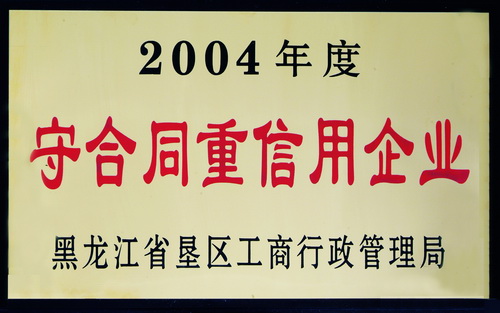 2004年度
守合同重信用企业
黑龙江省垦区工商行政管理局